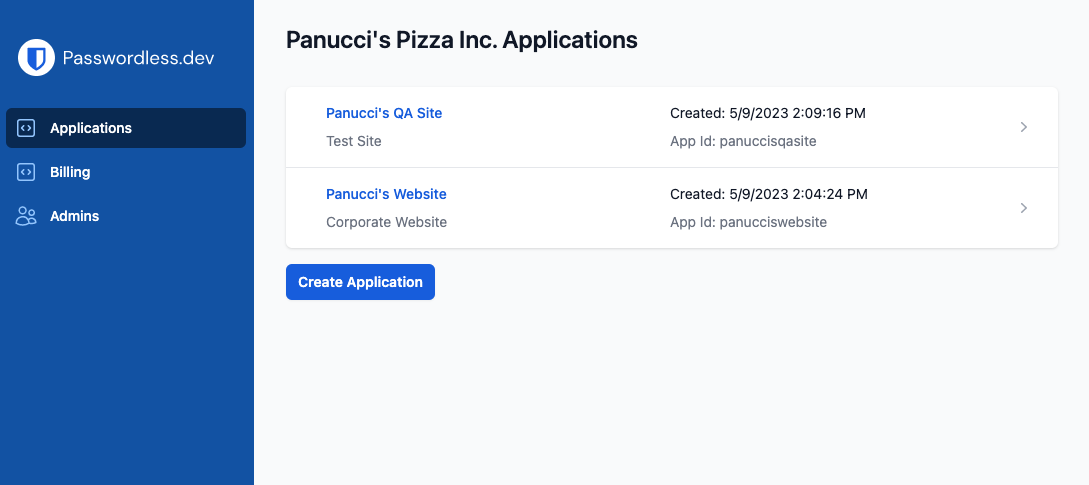 Passwordless.dev
Applications
Billing
Admins
Panucci's Pizza Inc. Applications
Panucci's QA Site
Created: 5/9/2023 2:09:16 PM
Test Site
App Id: panuccisqasite
Panucci's Website
Created: 5/9/2023 2:04:24 PM
Corporate Website
App Id: panucciswebsite
Create Application